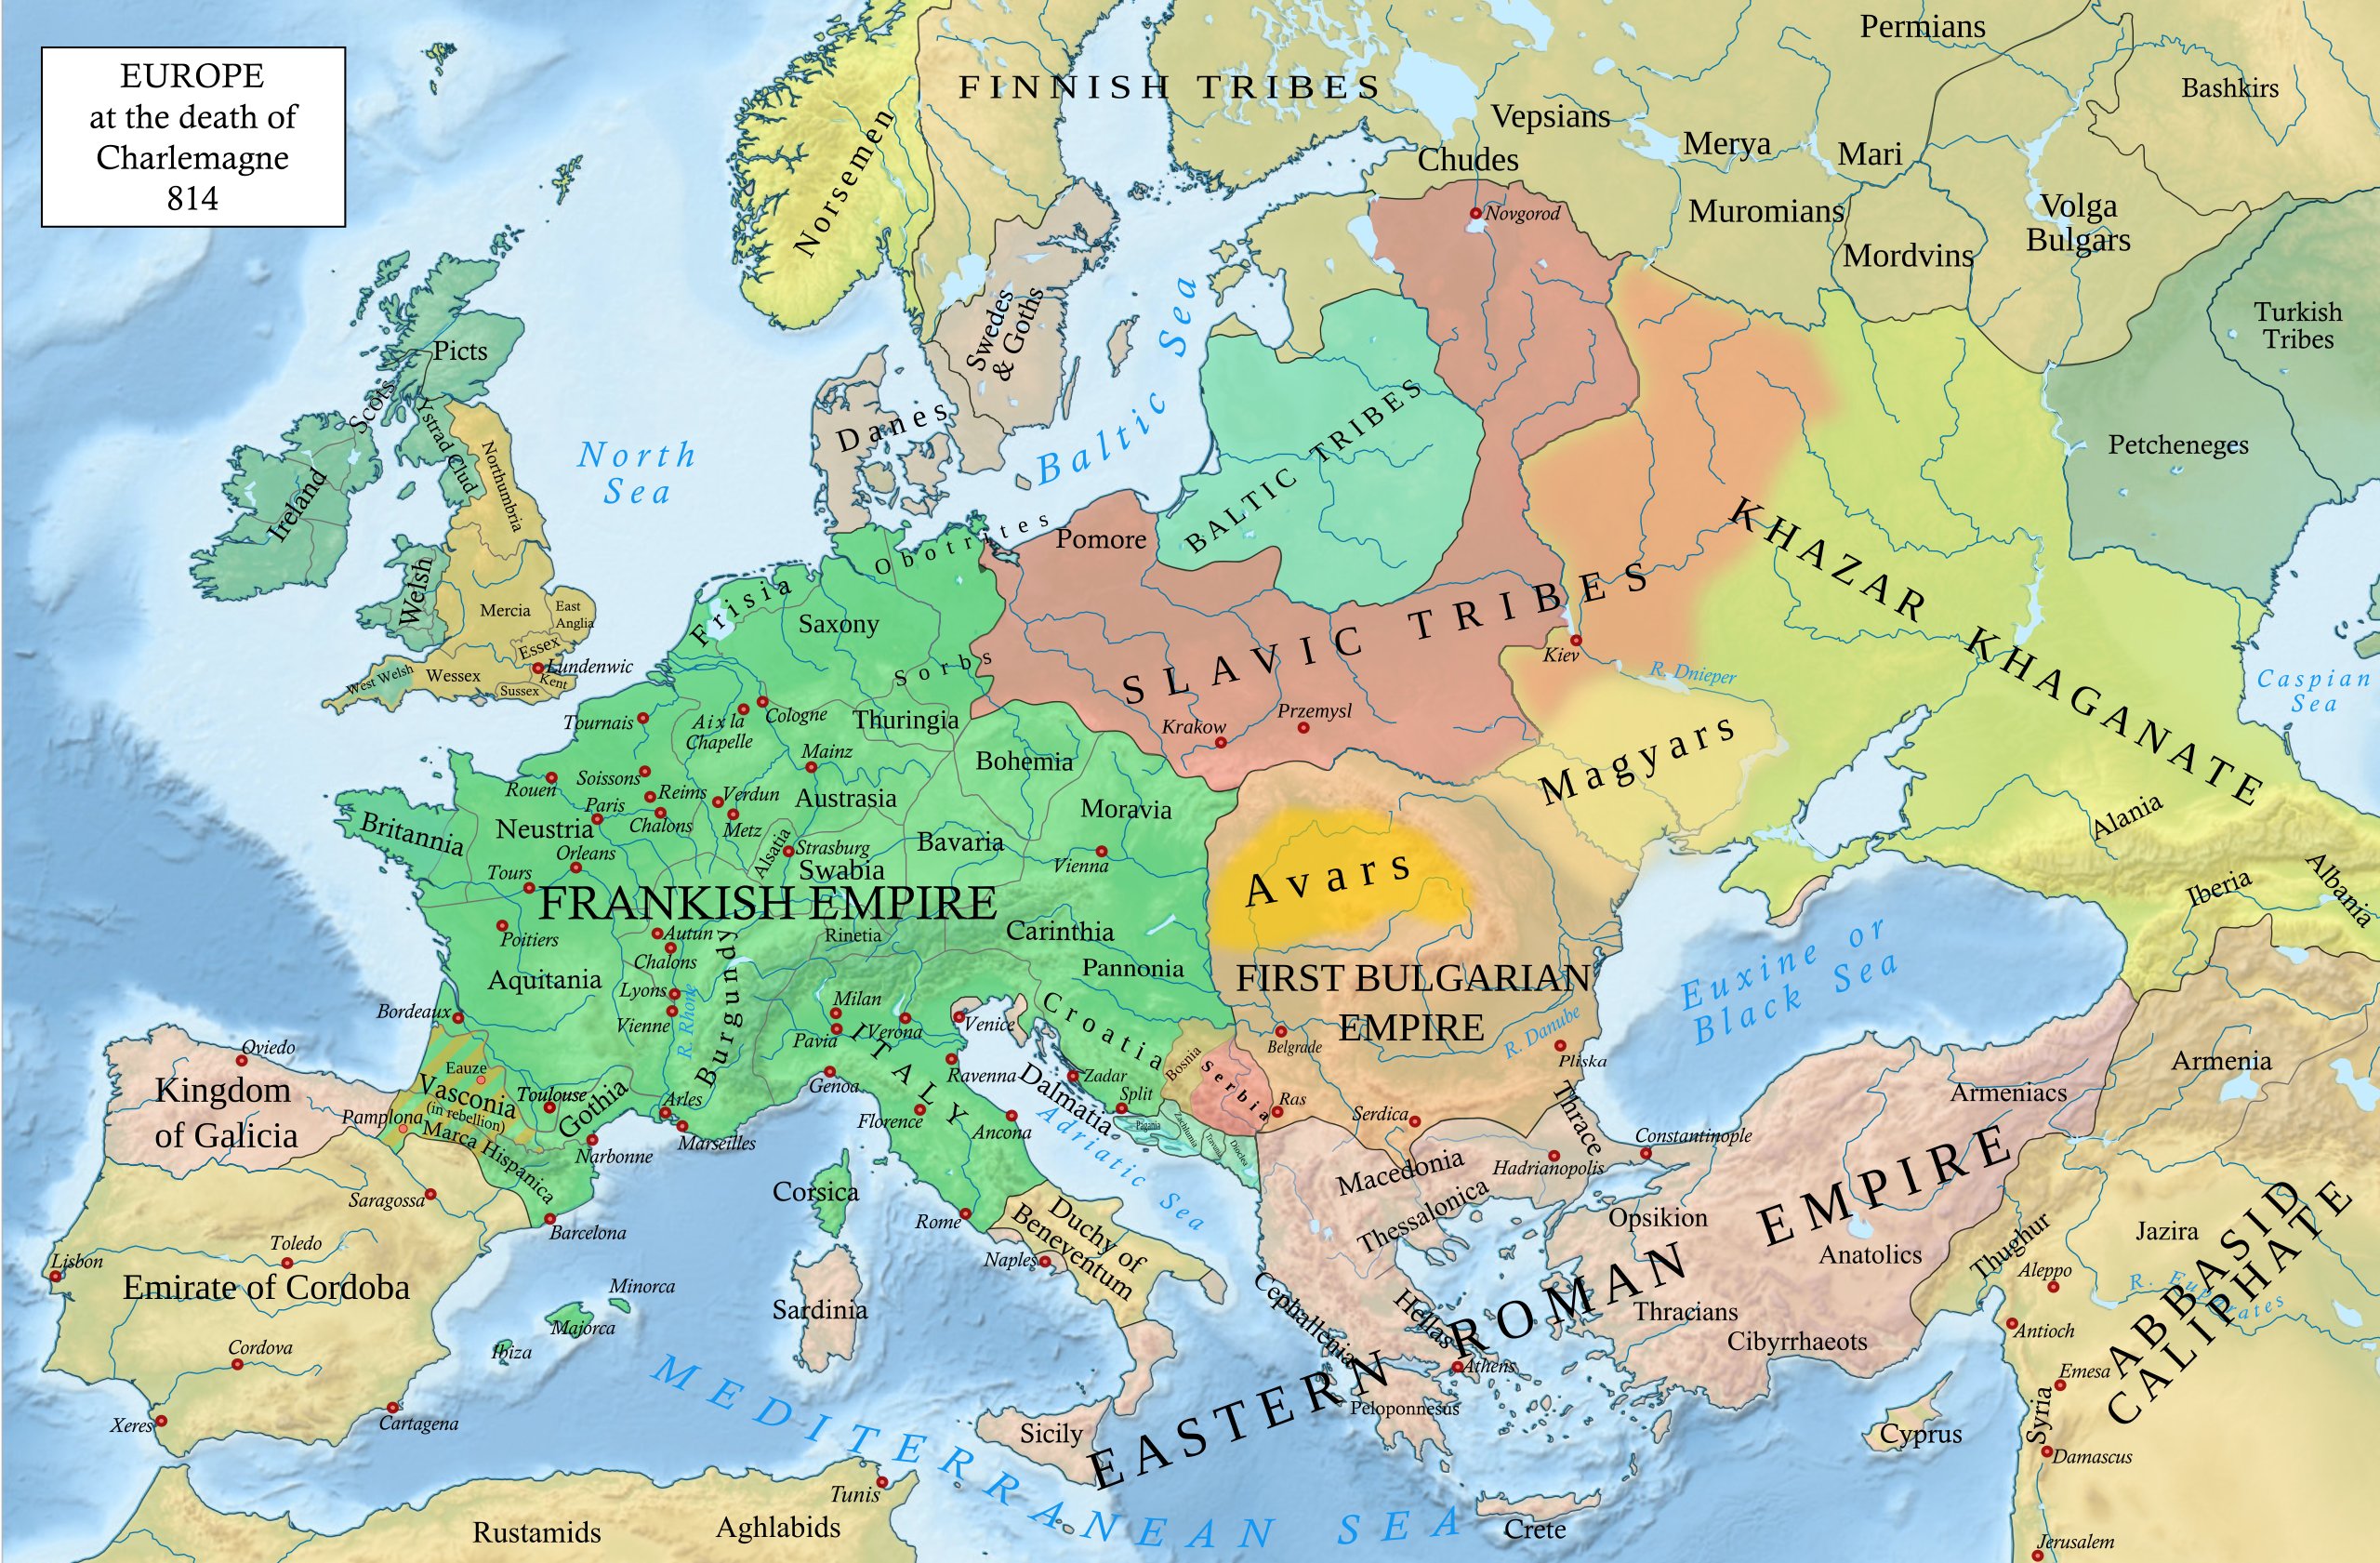 EUROPE
at the death of
Charlemagne
814
FINNISH TRIBES
Permians
Bashkirs
Vepsians
Merya
Mari
Chudes
Norsemen
Novgorod
Muromians
Mordvins
Volga
Bulgars
Turkish
Tribes
Petcheneges
Swedes
& Goths
Baltic Sea
Picts
Scots
Ystrad Clud
Northumbria
Ireland
Welsh
Mercia
East
Anglia
Essex
Lundenwic
Kent
Sussex
Wessex
West Welsh
North
Sea
Danes
BALTIC TRIBES
Obotrites
Pomore
Frisia
Saxony
Sorbs
SLAVIC TRIBES
KHAZAR KHAGANATE
Kiev
R. Dnieper
Caspian
Sea
Tournais
Aix la
Chapelle
Cologne
Thuringia
Krakow
Przemysl
Magyars
Mainz
Bohemia
Soissons
Rouen
Reims
Verdun
Austrasia
Moravia
Paris
Neustria
Chalons
Metz
Alsatia
Strasburg
Swabia
Bavaria
Vienna
Britannia
Orleans
Tours
FRANKISH EMPIRE
Avars
Alania
Iberia
Albania
Poitiers
Autun
Chalons
Rinetia
Carinthia
Aquitania
Pannonia
FIRST BULGARIAN
EMPIRE
Euxine or
Black Sea
Lyons
Vienne
R. Rhone
Burgundy
Milan
Pavia
Verona
Venice
ITALY
Croatia
Bordeaux
Belgrade
R. Danube
Pliska
Bosnia
Serbia
Oviedo
Kingdom
of Galicia
Eauze
Vasconia
(in rebellion)
Pamplona
Toulouse
Gothia
Arles
Marseilles
Narbonne
Marca Hispanica
Genoa
Ravenna
Florence
Ancona
Dalmatia
Zadar
Split
Pagania
Zachlumia
Travunia
Dioclea
Ras
Serdica
Thrace
Constantinople
Hadrianopolis
Armeniacs
Armenia
Adriatic Sea
Macedonia
Thessalonica
Saragossa
Barcelona
Corsica
Rome
Duchy of
Beneventum
Naples
Opsikion
EASTERN ROMAN EMPIRE
Anatolics
Thughur
Jazira
Aleppo
R. Euphrates
ABBASID
CALIPHATE
Lisbon
Toledo
Emirate of Cordoba
Minorca
Majorca
Ibiza
Sardinia
Cephallenia
Hellas
Athens
Thracians
Cibyrrhaeots
Antioch
Emesa
Cordova
Xeres
Cartagena
MEDITERRANEAN SEA
Sicily
Peloponnesus
Cyprus
Syria
Damascus
Tunis
Rustamids
Aghlabids
Crete
Jerusalem